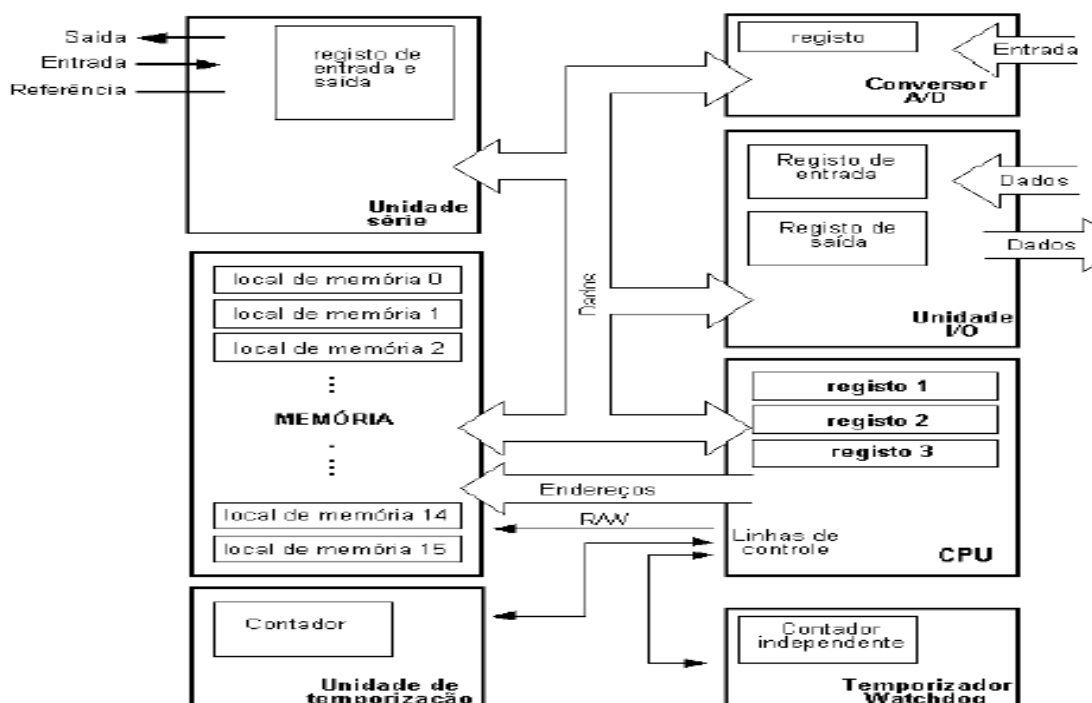 Saída
Entrada
Referência
registo de
entrada e
saída
Unidade
série
registo
Entrada
Conversor
A/D
Registo de
entrada
Dados
Registo de
saída
Dados
Unidade
I/O
Dados
local de memória 0
local de memória 1
local de memória 2
MEMÓRIA
local de memória 14
local de memória 15
registo 1
registo 2
registo 3
Endereços
R/W
Linhas de
controle
CPU
Contador
Unidade de
temporização
Contador
independente
Temporizador
Watchdog